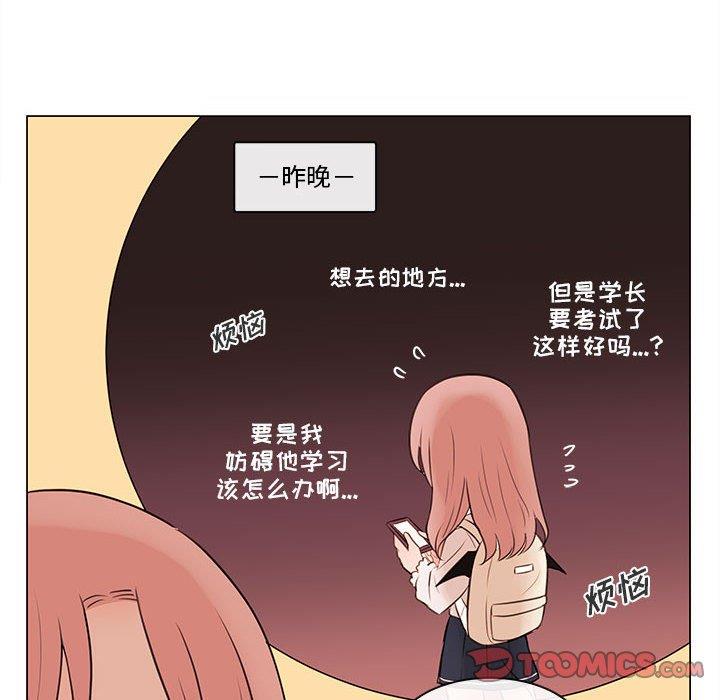 —昨晚—
想去的地方...
但是学长
要考试了
这样好吗...?
烦恼
要是我
妨碍他学习
该怎么办啊...
烦恼
TOOMICS.com